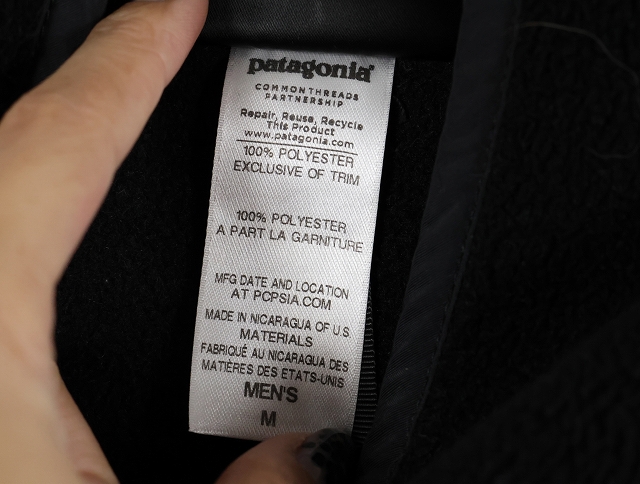 patagonia®
COMMONTHREADS
PARTNERSHIP
Repair, Reuse, Recycle
This Product
www.patagonia.com
100% POLYESTER
EXCLUSIVE OF TRIM
100% POLYESTER
A PART LA GARNITURE
MFG DATE AND LOCATION
AT PCPSIA.COM
MADE IN NICARAGUA OF U.S.
MATERIALS
FABRIQUÉ AU NICARAGUA DES
MATIÈRES DES ETATS-UNIS
MEN'S
M